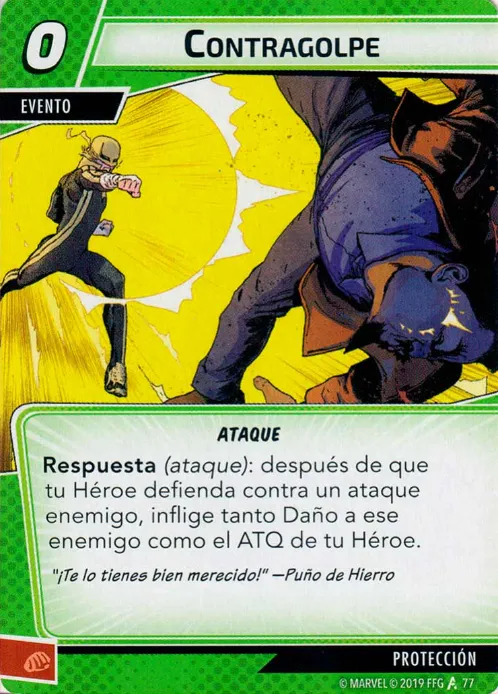 0
CONTRAGOLPE
EVENTO
ATAQUE
Respuesta (ataque): después de que
tu Héroe defienda contra un ataque
enemigo, inflige tanto Daño a ese
enemigo como el ATQ de tu Héroe.
"¡Te lo tienes bien merecido!" —Puño de Hierro
PROTECCIÓN
© MARVEL © 2019 FFG 77